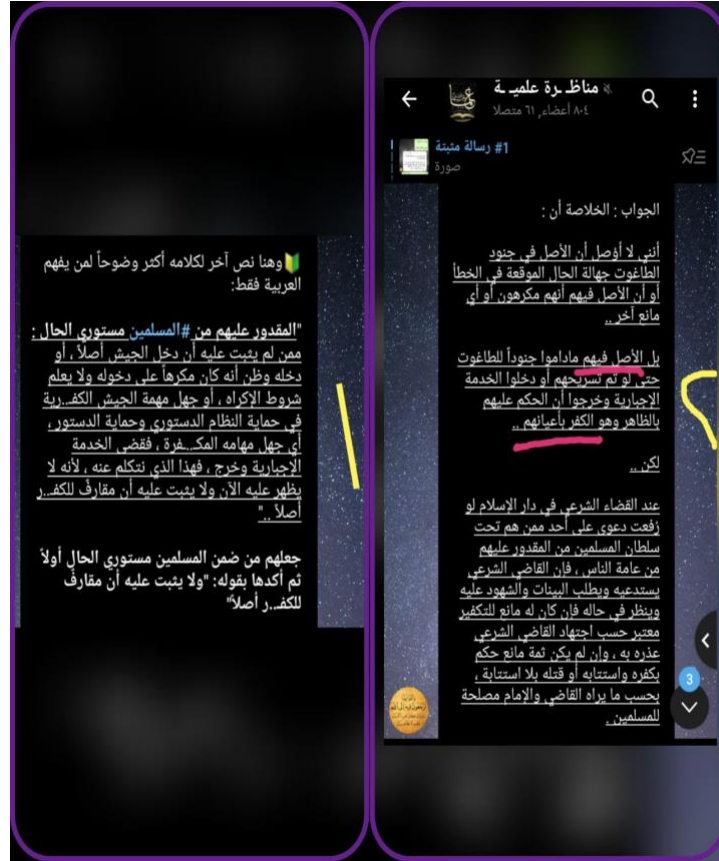 🔰وهنا نص آخر لكلامه أكثر وضوحاً لمن يفهم
العربية فقط:
"المقدور عليهم من #المسلمين مستوري الحال :
ممن لم يثبت عليه أن دخل الجيش أصلاً ، أو
دخله وظن أنه كان مكرهاً على دخوله ولا يعلم
شروط الإكراه ، أو جهل مهمة الجيش الكفـ.ـرية
في حماية النظام الدستوري وحماية الدستور ،
أي جهل مهامه المكـ.ـفرة ، فقضى الخدمة
الإجبارية وخرج ، فهذا الذي نتكلم عنه ، لأنه لا
يظهر عليه الآن ولا يثبت عليه أن مقارفٌ للكفـ..ر
أصلاً .."
جعلهم من ضمن المسلمين مستوري الحال أولاً
ثم أكدها بقوله: "ولا يثبت عليه أن مقارف
للكفـ..ر أصلاً"
مناظـ ـرة علميـ ـة
٨٠٤ أعضاء, ٦١ متصلا
#1 رسالة مثبتة
صورة
الجواب : الخلاصة أن :
أنني لا أؤصل أن الأصل في جنود
الطاغوت جهالة الحال الموقعة في الخطأ
أو أن الأصل فيهم أنهم مكرهون أو أي
مانع آخر ..
بل الأصل فيهم ماداموا جنوداً للطاغوت
حتى لو تم تسريحهم أو دخلوا الخدمة
الإجبارية وخرجوا أن الحكم عليهم
بالظاهر وهو الكفر بأعيانهم ..
لكن ..
عند القضاء الشرعي في دار الإسلام لو
رُفعت دعوى على أحد ممن هم تحت
سلطان المسلمين من المقدور عليهم
من عامة الناس ، فإن القاضي الشرعي
يستدعيه ويطلب البينات والشهود عليه
وينظر في حاله فإن كان له مانع للتكفير
معتبر حسب اجتهاد القاضي الشرعي
عذره به ، وإن لم يكن ثمة مانع حكم
بكفره واستتابه أو قتله بلا استتابة ،
بحسب ما يراه القاضي والإمام مصلحة
للمسلمين .
3